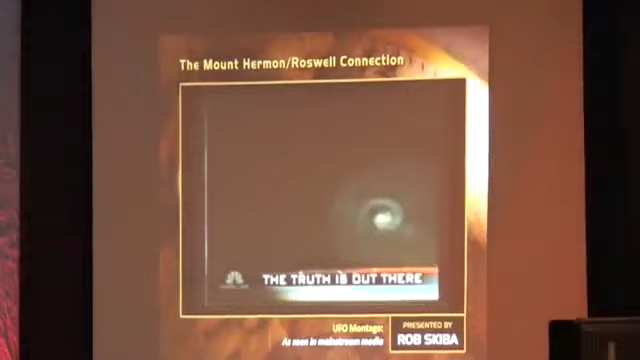 The Mount Hermon/Roswell Connection
THE TRUTH IS OUT THERE
UFO Montage:
As seen in mainstream media
PRESENTED BY
ROB SKIBA